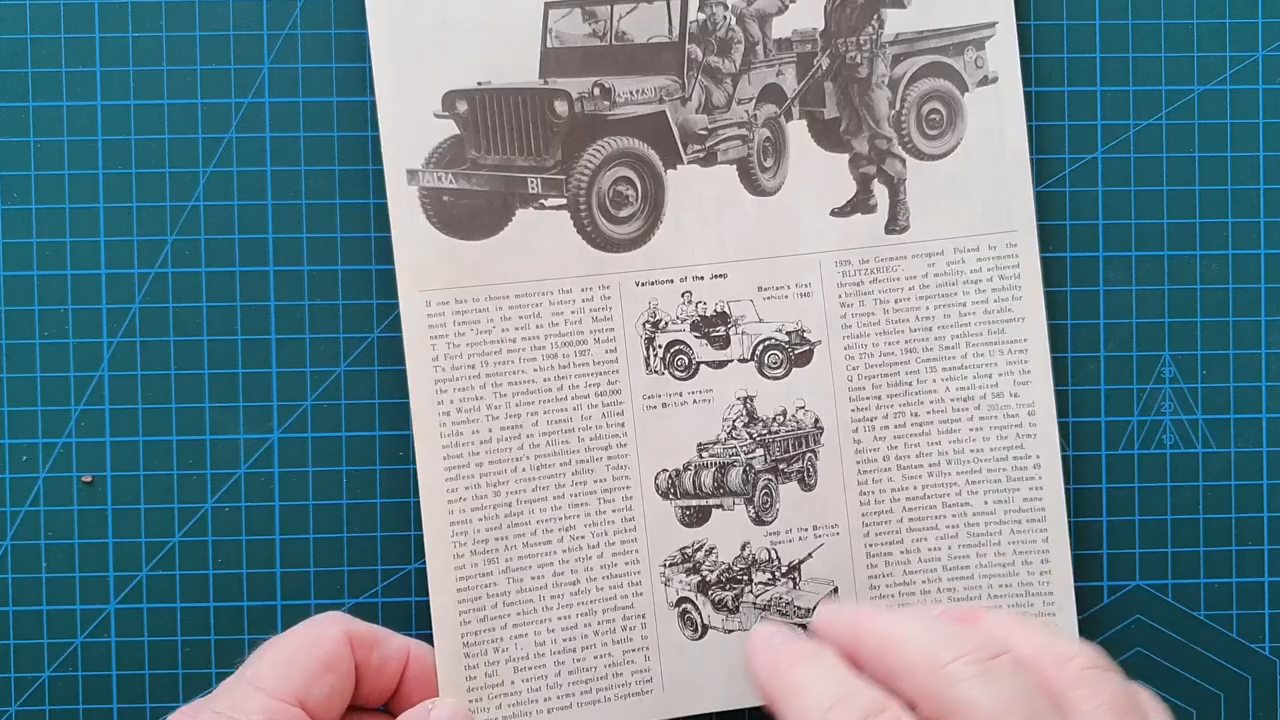 343230
1A13A
B1
If one has to choose motorcars that are the
most important in motorcar history and the
most famous in the world, one will surely
name the "Jeep" as well as the Ford Model
T. The epoch-making mass production system
of Ford produced more than 15,000,000 Model
T's during 19 years from 1908 to 1927, and
popularized motorcars, which had been beyond
the reach of the masses, as their conveyances
at a stroke. The production of the Jeep dur-
ing World War II alone reached about 640,000
in number. The Jeep ran across all the battle-
fields as a means of transit for Allied
soldiers and played an important role to bring
about the victory of the Allies. In addition, it
opened up motorcar's possibilities through the
endless pursuit of a lighter and smaller motor-
car with higher cross-country ability. Today,
more than 30 years after the Jeep was born,
it is undergoing frequent and various improve-
ments which adapt it to the times. Thus the
Jeep is used almost everywhere in the world.
The Jeep was one of the eight vehicles that
the Modern Art Museum of New York picked
out in 1951 as motorcars which had the most
important influence upon the style of modern
motorcars. This was due to its style with
unique beauty obtained through the exhaustive
pursuit of function. It may safely be said that
the influence which the Jeep exercised on the
progress of motorcars was really profound.
Motorcars came to be used as arms during
World War I, but it was in World War II
that they played the leading part in battle to
the full. Between the two wars, powers
developed a variety of military vehicles. It
was Germany that fully recognized the possi-
bility of vehicles as arms and positively tried
mobility to ground troops. In September
Variations of the Jeep
Bantam's first
vehicle (1940)
Cable-lying version
(the British Army)
Jeep of the British
Special Air Service
1939, the Germans occupied Poland by the
"BLITZKRIEG", or quick movements
through effective use of mobility, and achieved
a brilliant victory at the initial stage of World
War II. This gave importance to the mobility
of troops. It became a pressing need also for
the United States Army to have durable,
reliable vehicles having excellent crosscountry
ability to race across any pathless field.
On 27th June, 1940, the Small Reconnaissance
Car Development Committee of the U S Army
Q Department sent 135 manufacturers invita-
tions for bidding for a vehicle along with the
following specifications: A small-sized four-
wheel drive vehicle with weight of 585 kg,
loadage of 270 kg, wheel base of 203 cm, tread
of 119 cm and engine output of more than 40
hp. Any successful bidder was required to
deliver the first test vehicle to the Army
within 49 days after his bid was accepted.
American Bantam and Willys-Overland made a
bid for it. Since Willys needed more than 49
days to make a prototype, American Bantam's
bid for the manufacture of the prototype was
accepted. American Bantam, a small manu-
facturer of motorcars with annual production
of several thousand, was then producing small
two-seated cars called Standard American
Bantam which was a remodelled version of
the British Austin Seven for the American
market. American Bantam challenged the 49-
day schedule which seemed impossible to get
orders from the Army, since it was then try-
the Standard American Bantam
vehicle for
30
20
10